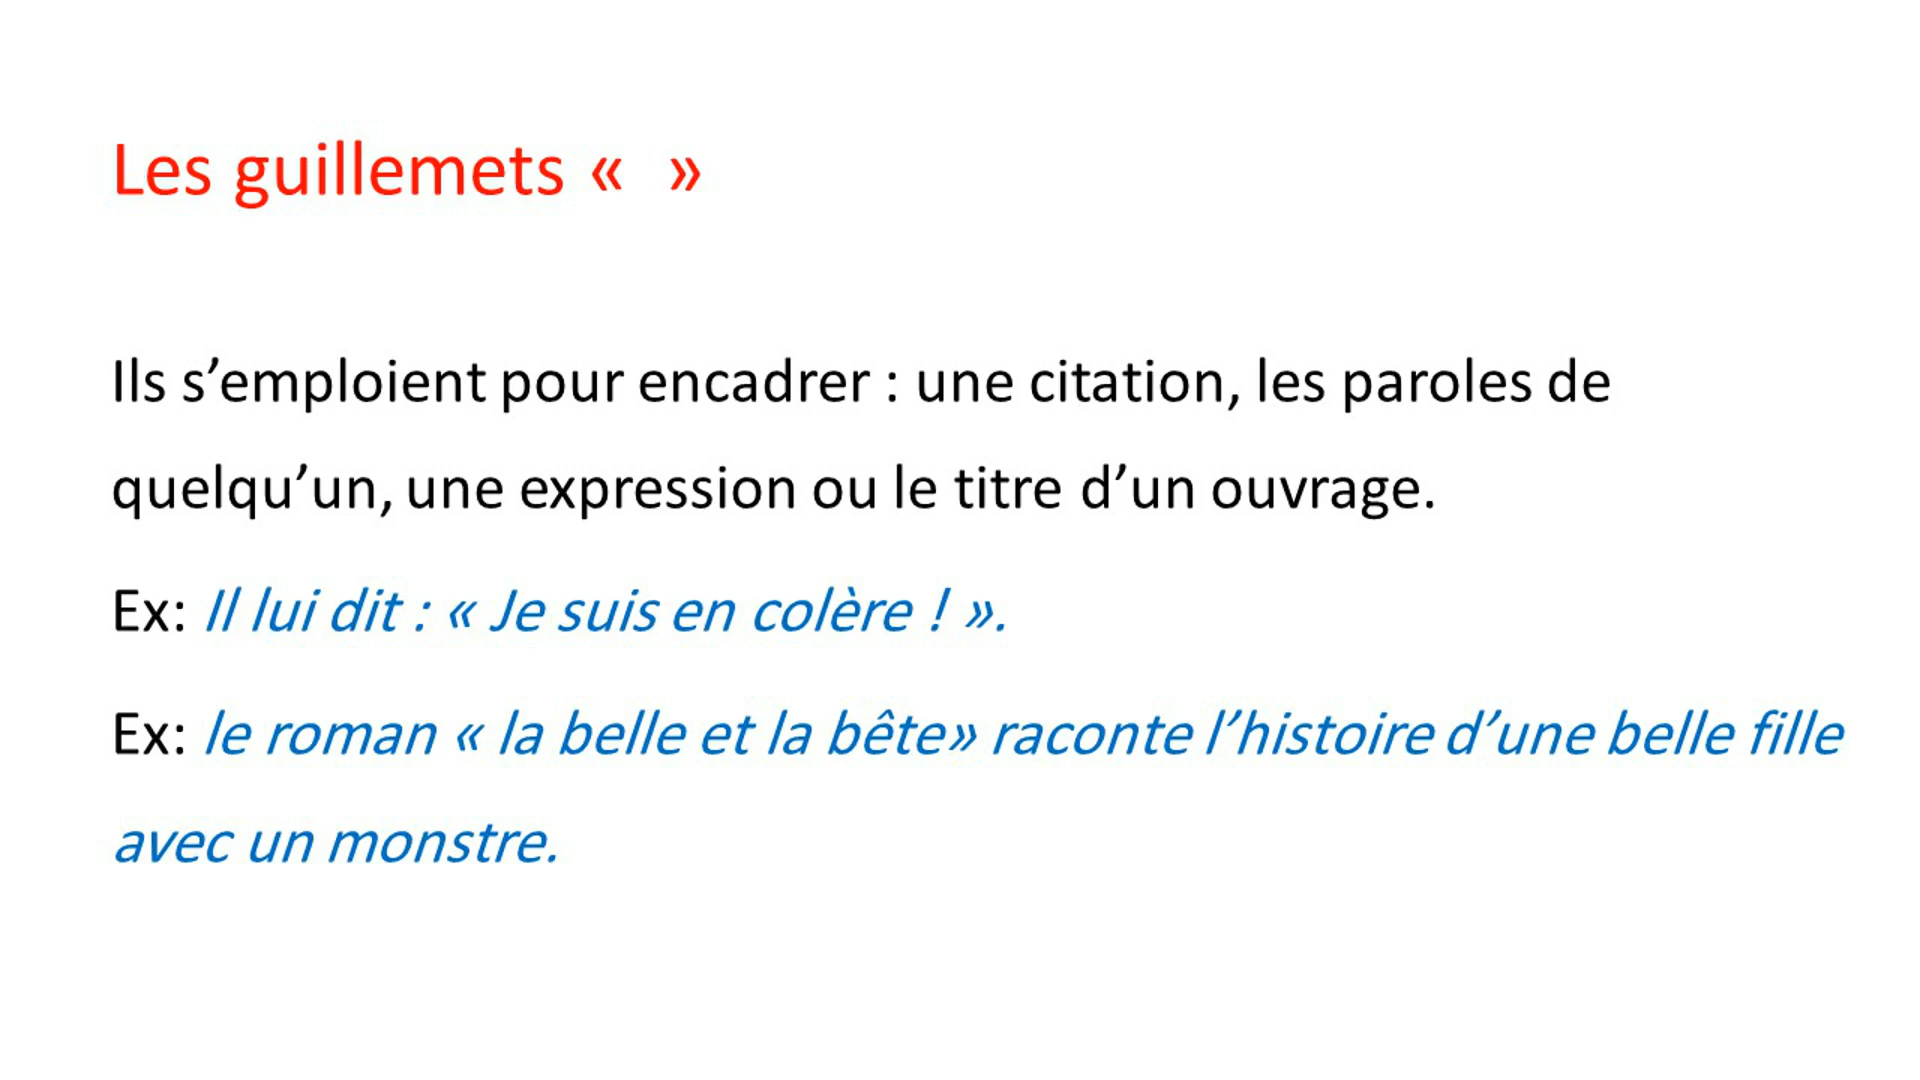 Les guillemets «  »
Ils s’emploient pour encadrer : une citation, les paroles de
quelqu’un, une expression ou le titre d’un ouvrage.
Ex: Il lui dit : « Je suis en colère ! ».
Ex: le roman « la belle et la bête» raconte l’histoire d’une belle fille
avec un monstre.